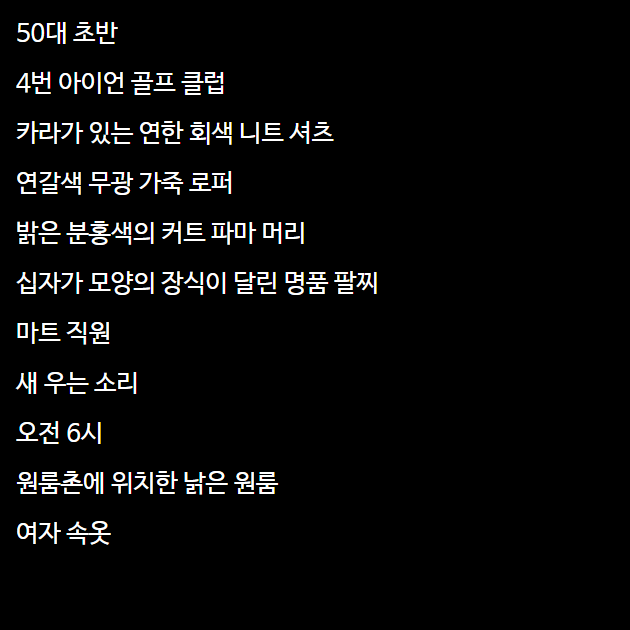 50대 초반
4번 아이언 골프 클럽
카라가 있는 연한 회색 니트 셔츠
연갈색 무광 가죽 로퍼
밝은 분홍색의 커트 파마 머리
십자가 모양의 장식이 달린 명품 팔찌
마트 직원
새 우는 소리
오전 6시
원룸촌에 위치한 낡은 원룸
여자 속옷